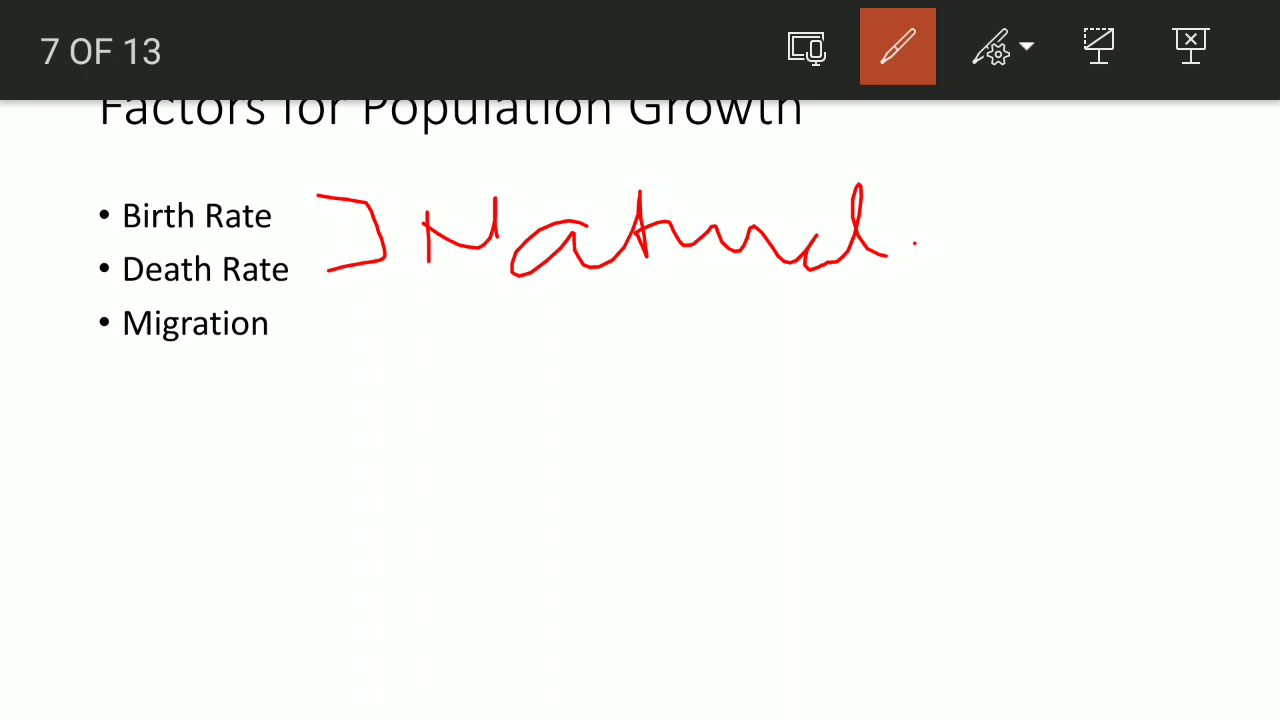 7 OF 13
Factors for Population Growth
• Birth Rate
• Death Rate
Natural
• Migration